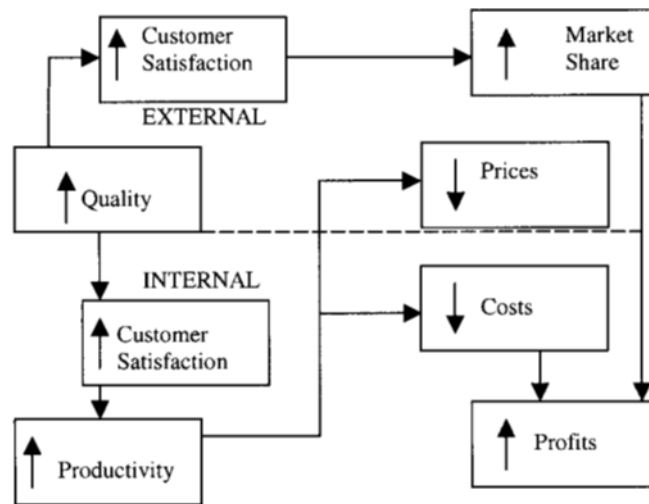 Customer
Satisfaction
Market
Share
EXTERNAL
Quality
Prices
INTERNAL
Customer
Satisfaction
Costs
Productivity
Profits